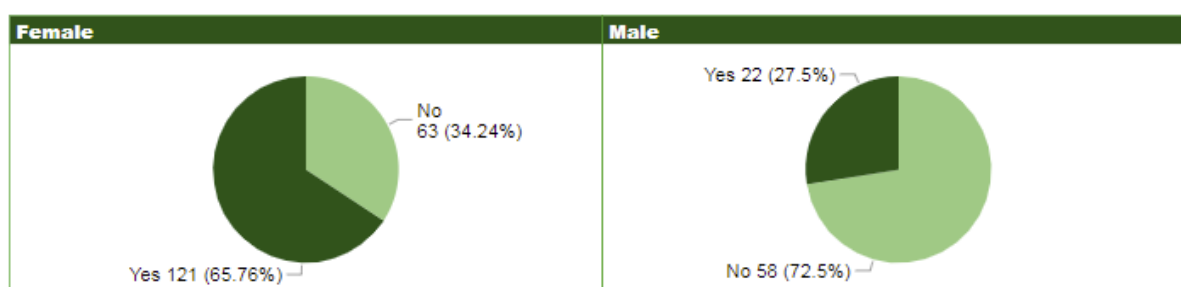 Female
No
63 (34.24%)
Yes 121 (65.76%)
Male
Yes 22 (27.5%)
No 58 (72.5%)